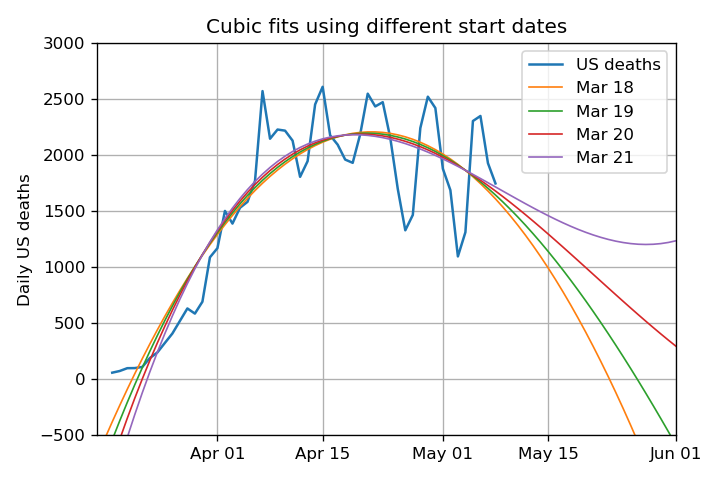 Cubic fits using different start dates
3000
2500
2000
1500
1000
500
0
−500
Daily US deaths
US deaths
Mar 18
Mar 19
Mar 20
Mar 21
Apr 01
Apr 15
May 01
May 15
Jun 01